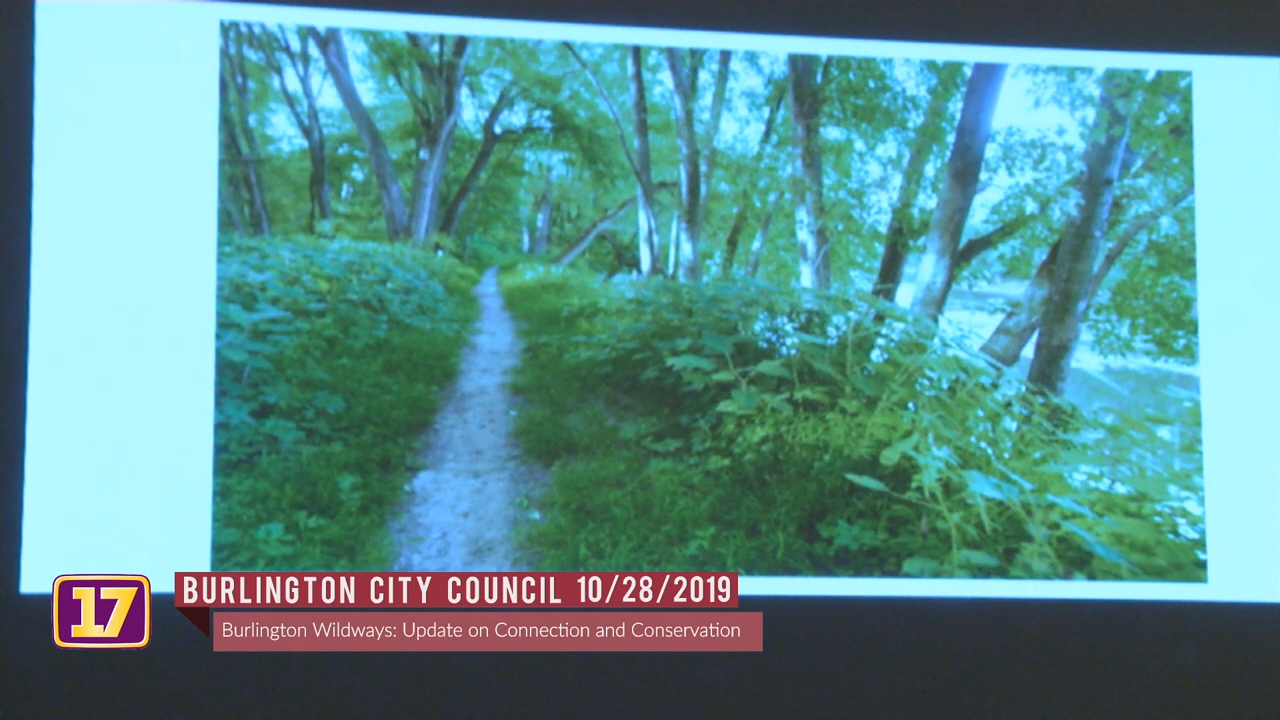 BURLINGTON CITY COUNCIL 10/28/2019
17
Burlington Wildways: Update on Connection and Conservation